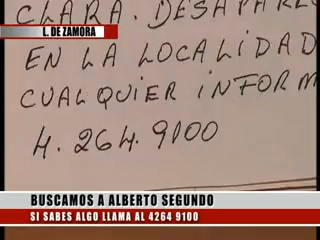 L. DE ZAMORA
CLARA. DESAPAREC
EN LA LOCALIDAD
CUALQUIER INFORM
4.264.9100
BUSCAMOS A ALBERTO SEGUNDO
SI SABES ALGO LLAMA AL 4264 9100